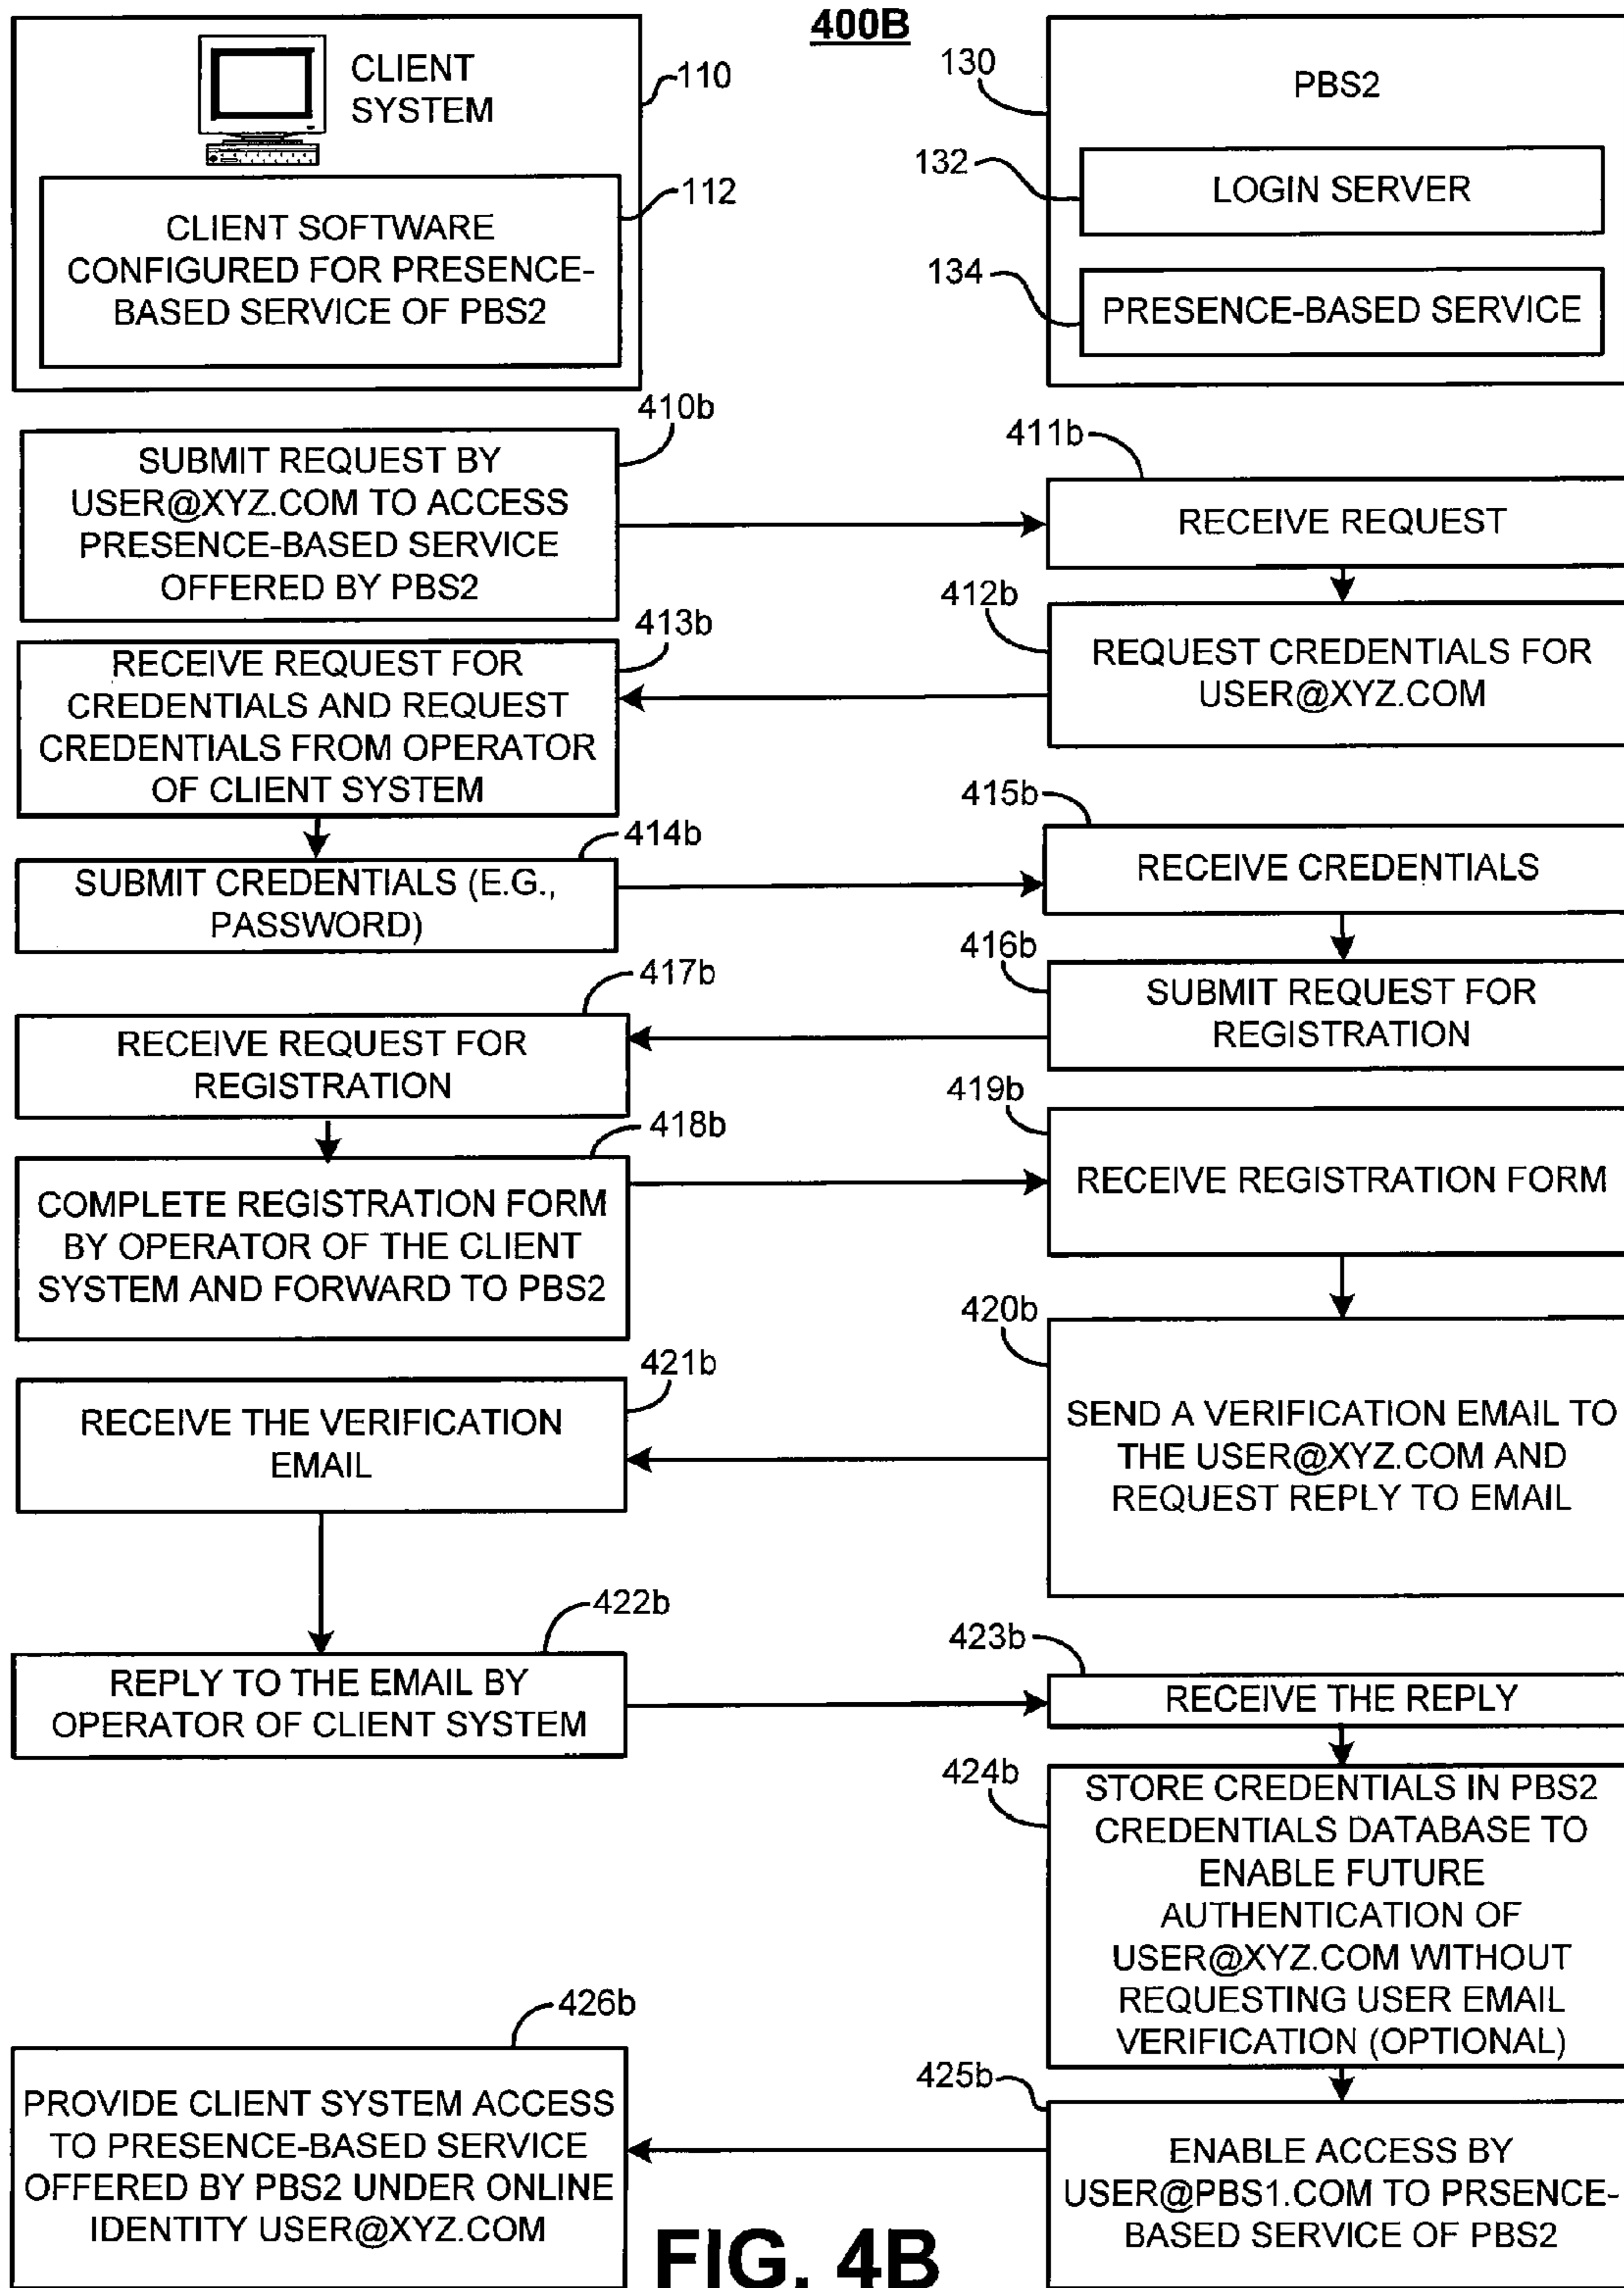 400B
CLIENT
SYSTEM
110
CLIENT SOFTWARE
CONFIGURED FOR PRESENCE-
BASED SERVICE OF PBS2
112
130
PBS2
132
LOGIN SERVER
134
PRESENCE-BASED SERVICE
410b
SUBMIT REQUEST BY
USER@XYZ.COM TO ACCESS
PRESENCE-BASED SERVICE
OFFERED BY PBS2
411b
RECEIVE REQUEST
412b
REQUEST CREDENTIALS FOR
USER@XYZ.COM
413b
RECEIVE REQUEST FOR
CREDENTIALS AND REQUEST
CREDENTIALS FROM OPERATOR
OF CLIENT SYSTEM
414b
SUBMIT CREDENTIALS (E.G.,
PASSWORD)
415b
RECEIVE CREDENTIALS
416b
SUBMIT REQUEST FOR
REGISTRATION
417b
RECEIVE REQUEST FOR
REGISTRATION
418b
COMPLETE REGISTRATION FORM
BY OPERATOR OF THE CLIENT
SYSTEM AND FORWARD TO PBS2
419b
RECEIVE REGISTRATION FORM
420b
SEND A VERIFICATION EMAIL TO
THE USER@XYZ.COM AND
REQUEST REPLY TO EMAIL
421b
RECEIVE THE VERIFICATION
EMAIL
422b
REPLY TO THE EMAIL BY
OPERATOR OF CLIENT SYSTEM
423b
RECEIVE THE REPLY
424b
STORE CREDENTIALS IN PBS2
CREDENTIALS DATABASE TO
ENABLE FUTURE
AUTHENTICATION OF
USER@XYZ.COM WITHOUT
REQUESTING USER EMAIL
VERIFICATION (OPTIONAL)
425b
ENABLE ACCESS BY
USER@PBS1.COM TO PRSENCE-
BASED SERVICE OF PBS2
426b
PROVIDE CLIENT SYSTEM ACCESS
TO PRESENCE-BASED SERVICE
OFFERED BY PBS2 UNDER ONLINE
IDENTITY USER@XYZ.COM
FIG. 4B